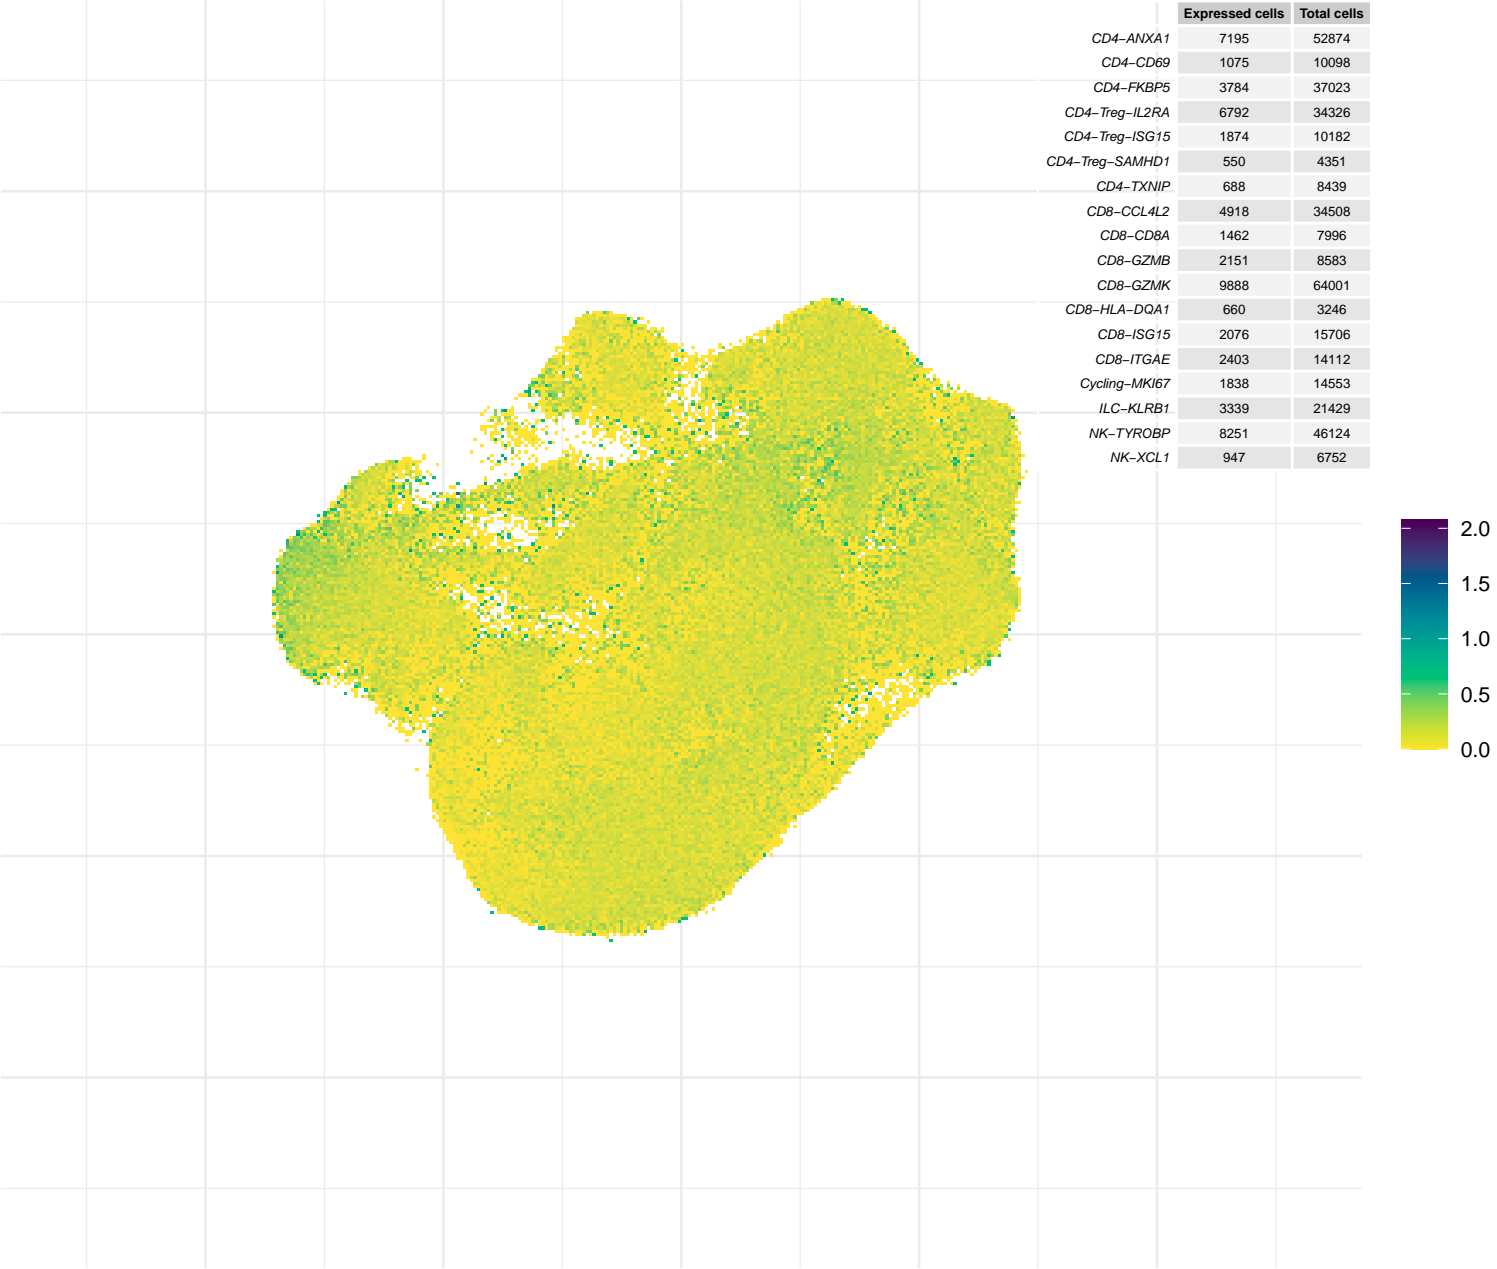 Expressed cells Total cells
CD4−ANXA1 7195 52874
CD4−CD69 1075 10098
CD4−FKBP5 3784 37023
CD4−Treg−IL2RA 6792 34326
CD4−Treg−ISG15 1874 10182
CD4−Treg−SAMHD1 550 4351
CD4−TXNIP 688 8439
CD8−CCL4L2 4918 34508
CD8−CD8A 1462 7996
CD8−GZMB 2151 8583
CD8−GZMK 9888 64001
CD8−HLA−DQA1 660 3246
CD8−ISG15 2076 15706
CD8−ITGAE 2403 14112
Cycling−MKI67 1838 14553
ILC−KLRB1 3339 21429
NK−TYROBP 8251 46124
NK−XCL1 947 6752
2.0
1.5
1.0
0.5
0.0